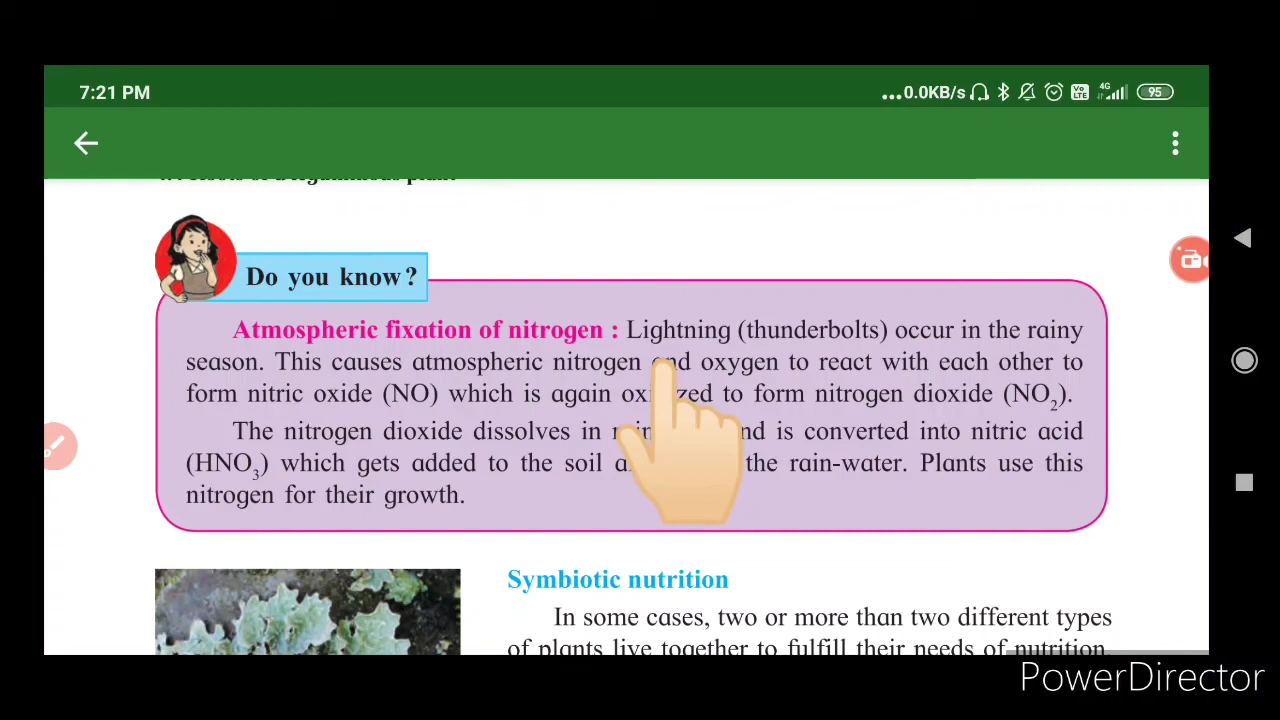 7:21 PM
...0.0KB/s
4G
Vo LTE
95
Do you know?
Atmospheric fixation of nitrogen : Lightning (thunderbolts) occur in the rainy
season. This causes atmospheric nitrogen and oxygen to react with each other to
form nitric oxide (NO) which is again to form nitrogen dioxide (NO₂).
The nitrogen dioxide dissolves in is converted into nitric acid
(HNO₃) which gets added to the soil the rain-water. Plants use this
nitrogen for their growth.
Symbiotic nutrition
In some cases, two or more than two different types
of plants live together to fulfill their needs of nutrition.
PowerDirector